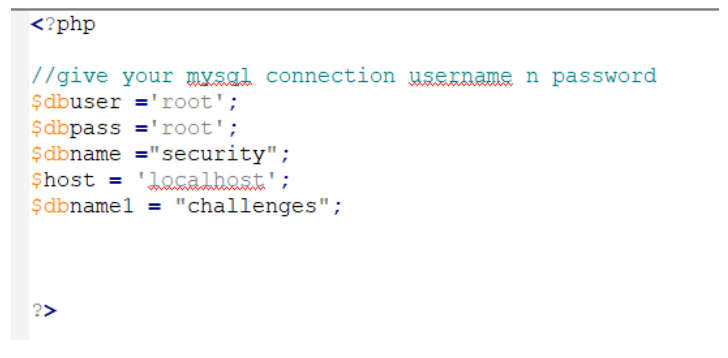 <?php
//give your mysql connection username n password
$dbuser ='root';
$dbpass ='root';
$dbname ="security";
$host = 'localhost';
$dbname1 = "challenges";
?>